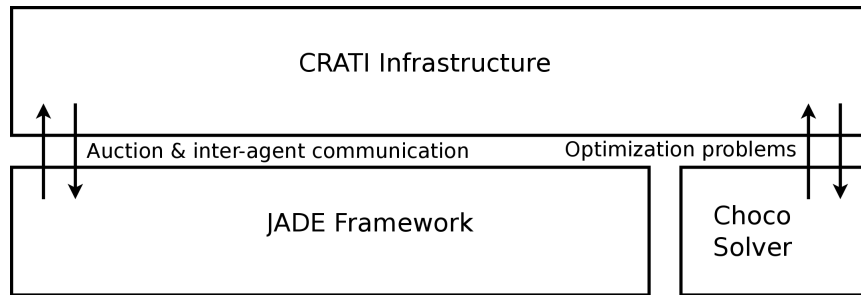 CRATI Infrastructure
Auction & inter-agent communication
Optimization problems
JADE Framework
Choco
Solver